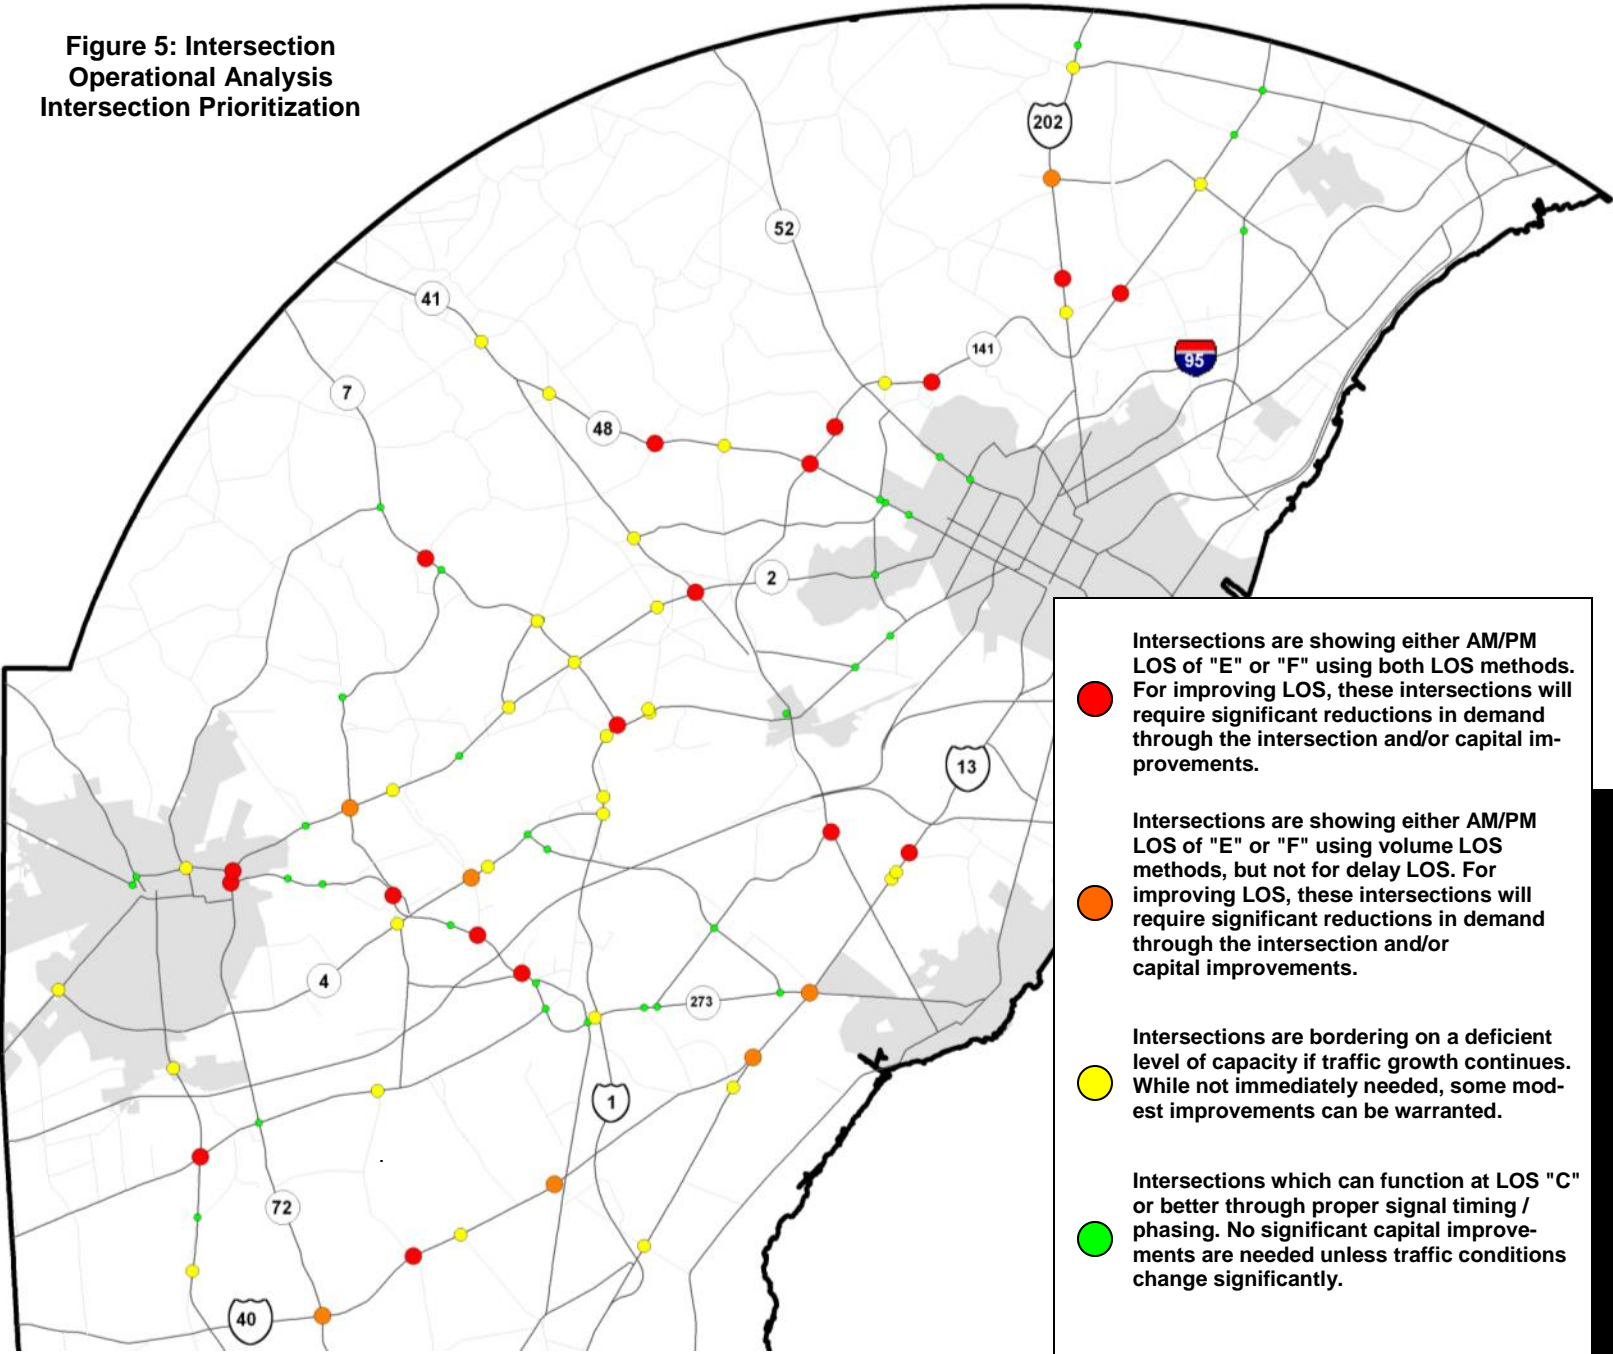 Figure 5: Intersection
Operational Analysis
Intersection Prioritization
202
52
41
141
95
7
48
2
13
4
273
1
72
40
Intersections are showing either AM/PM
LOS of "E" or "F" using both LOS methods.
For improving LOS, these intersections will
require significant reductions in demand
through the intersection and/or capital im-
provements.
Intersections are showing either AM/PM
LOS of "E" or "F" using volume LOS
methods, but not for delay LOS. For
improving LOS, these intersections will
require significant reductions in demand
through the intersection and/or
capital improvements.
Intersections are bordering on a deficient
level of capacity if traffic growth continues.
While not immediately needed, some mod-
est improvements can be warranted.
Intersections which can function at LOS "C"
or better through proper signal timing /
phasing. No significant capital improve-
ments are needed unless traffic conditions
change significantly.